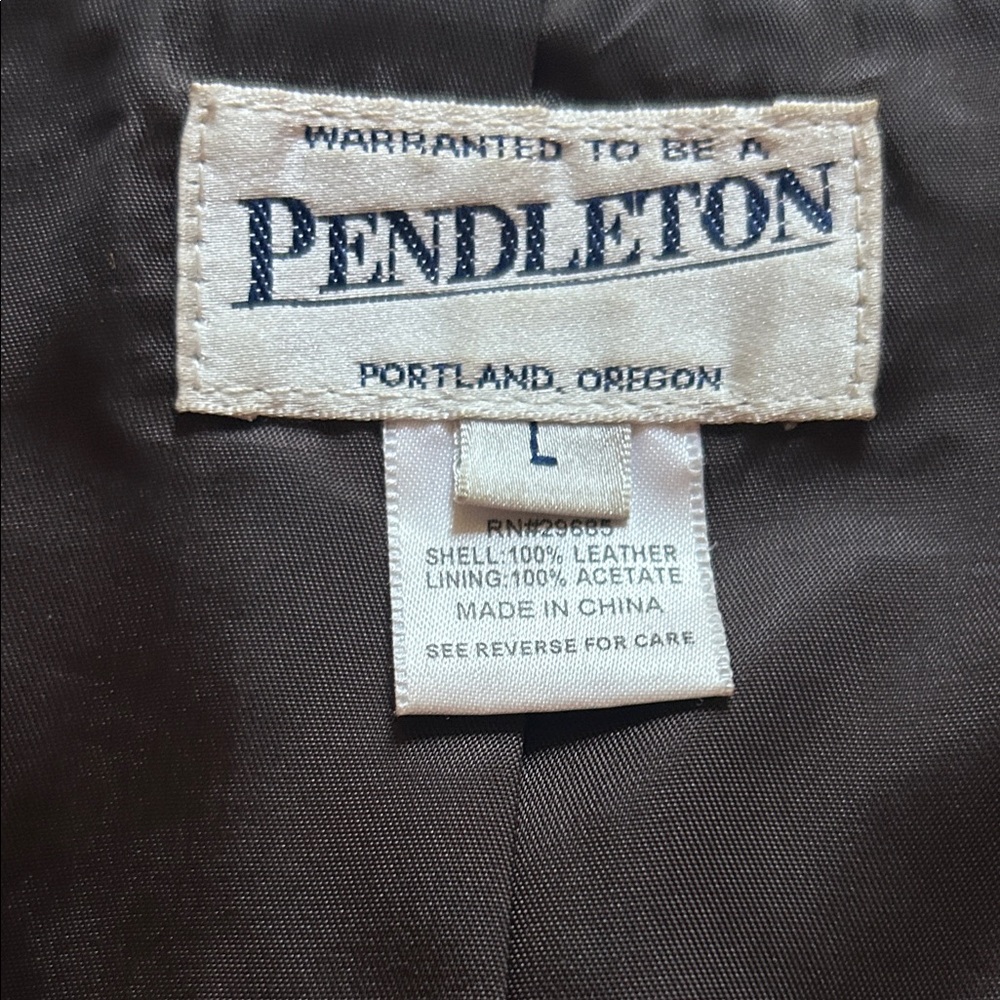 WARRANTED TO BE A
PENDLETON
PORTLAND, OREGON
L
RN#29685
SHELL:100% LEATHER
LINING:100% ACETATE
MADE IN CHINA
SEE REVERSE FOR CARE